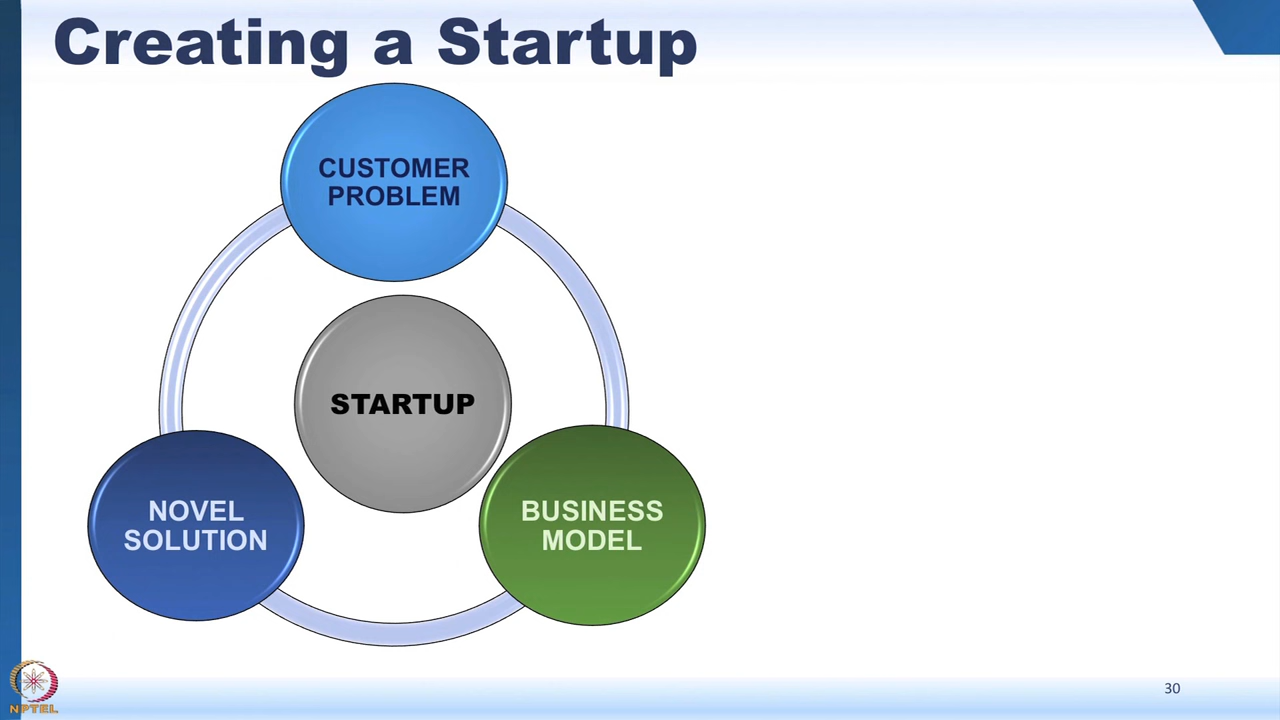 Creating a Startup
CUSTOMER
PROBLEM
STARTUP
NOVEL
SOLUTION
BUSINESS
MODEL
NPTEL
30